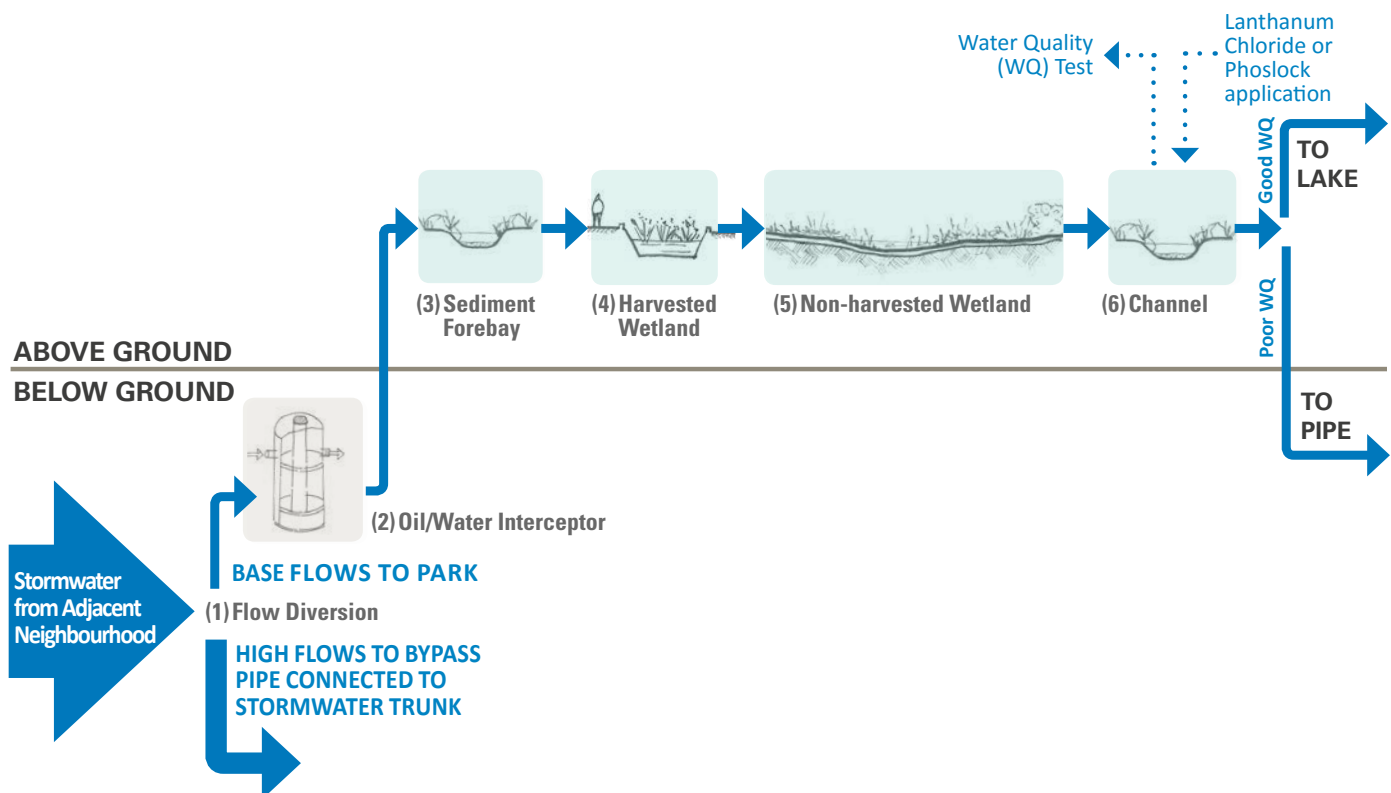 Water Quality
(WQ) Test
Lanthanum
Chloride or
Phoslock
application
Good WQ
TO
LAKE
(3) Sediment
Forebay
(4) Harvested
Wetland
(5) Non-harvested Wetland
(6) Channel
Poor WQ
ABOVE GROUND
BELOW GROUND
TO
PIPE
(2) Oil/Water Interceptor
BASE FLOWS TO PARK
Stormwater
from Adjacent
Neighbourhood
(1) Flow Diversion
HIGH FLOWS TO BYPASS
PIPE CONNECTED TO
STORMWATER TRUNK